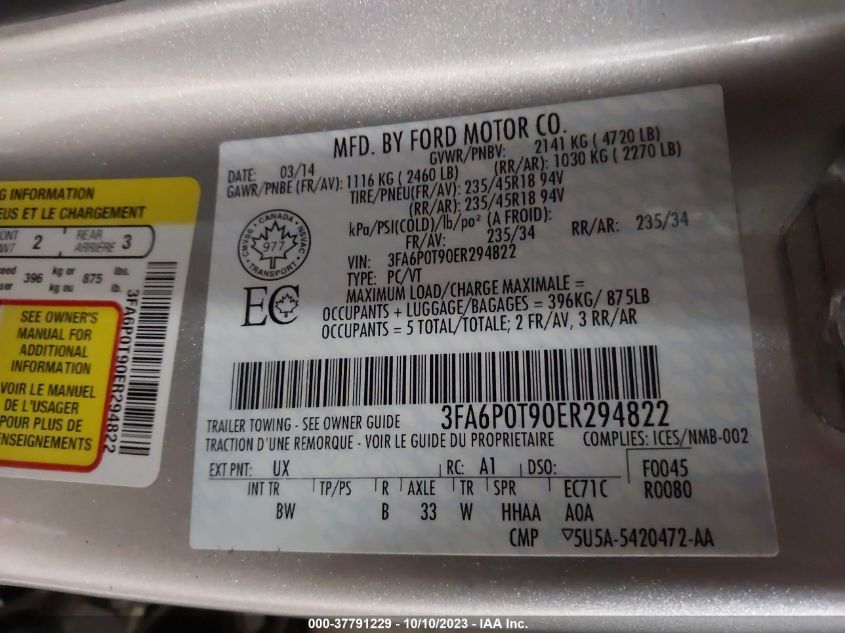 MFD. BY FORD MOTOR CO.
DATE: 03/14 GVWR/PNBV: 2141 KG ( 4720 LB)
GAWR/PNBE (FR/AV): 1116 KG ( 2460 LB) (RR/AR): 1030 KG ( 2270 LB)
TIRE/PNEU(FR/AV): 235/45R18 94V
(RR/AR): 235/45R18 94V
kPa/PSI(COLD)/lb/po² (A FROID):
FR/AV: 235/34 RR/AR: 235/34
VIN: 3FA6P0T90ER294822
TYPE: PC/VT
MAXIMUM LOAD/CHARGE MAXIMALE =
OCCUPANTS + LUGGAGE/BAGAGES = 396KG/ 875LB
OCCUPANTS = 5 TOTAL/TOTALE; 2 FR/AV, 3 RR/AR
CANADA
CMVSS 977 NSVAC
TRANSPORT
EC
3FA6P0T90ER294822
TRAILER TOWING - SEE OWNER GUIDE
TRACTION D'UNE REMORQUE - VOIR LE GUIDE DU PROPRIETAIRE COMPLIES: ICES/NMB-002
EXT PNT: UX RC: A1 DSO: F0045
INT TR TP/PS R AXLE TR SPR EC71C R0080
BW B 33 W HHAA A0A
CMP ▽5U5A-5420472-AA
INFORMATION
ET LE CHARGEMENT
2 REAR ARRIÈRE 3
396 kg or kg ou 875 lbs. lb.
SEE OWNER'S
MANUAL FOR
ADDITIONAL
INFORMATION
VOIR LE MANUEL
DE L'USAGER
POUR PLUS DE
RENSEIGNEMENTS
3FA6P0T90ER294822
000-37791229 - 10/10/2023 - IAA Inc.